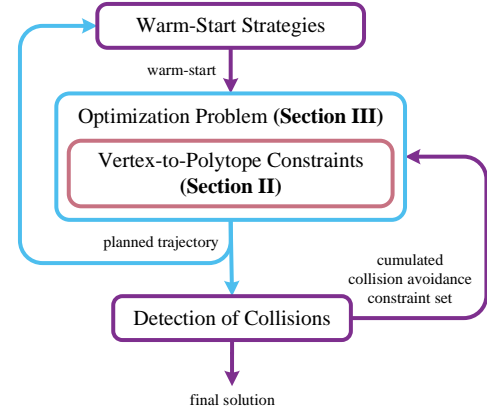 Warm-Start Strategies
warm-start
Optimization Problem (Section III)
Vertex-to-Polytope Constraints
(Section II)
planned trajectory
cumulated
collision avoidance
constraint set
Detection of Collisions
final solution